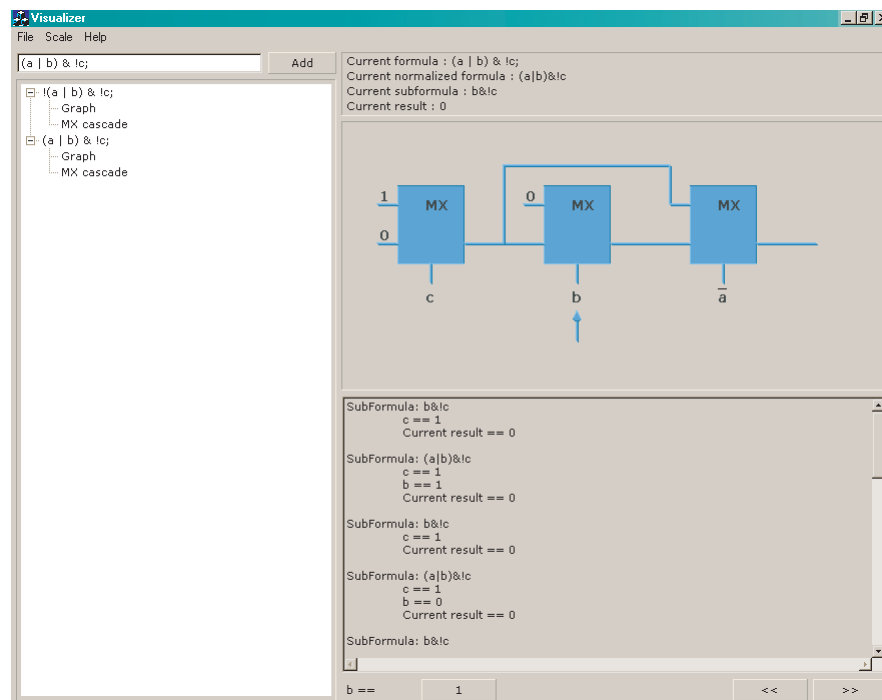 Visualizer
File Scale Help
(a | b) & !c;
Add
!(a | b) & !c;
Graph
MX cascade
(a | b) & !c;
Graph
MX cascade
Current formula : (a | b) & !c;
Current normalized formula : (a|b)&!c
Current subformula : b&!c
Current result : 0
1 MX 0 MX MX
0
c b a̅
SubFormula: b&!c
c == 1
Current result == 0
SubFormula: (a|b)&!c
c == 1
b == 1
Current result == 0
SubFormula: b&!c
c == 1
Current result == 0
SubFormula: (a|b)&!c
c == 1
b == 0
Current result == 0
SubFormula: b&!c
b == 1 << >>